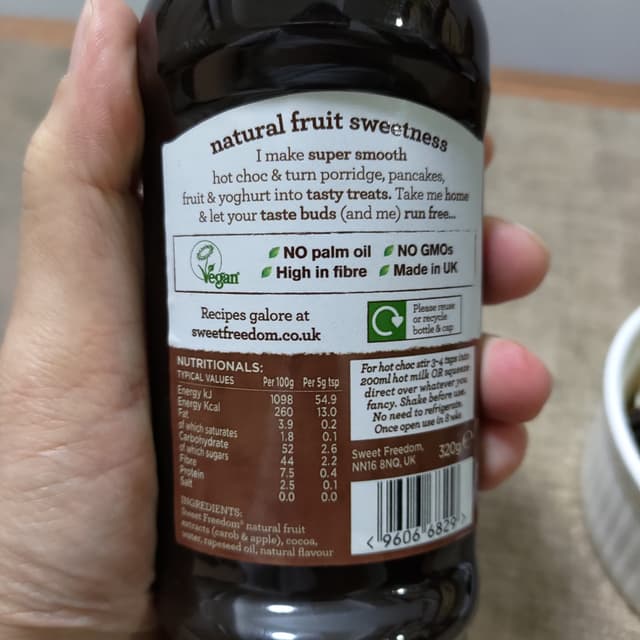 natural fruit sweetness
I make super smooth
hot choc & turn porridge, pancakes,
fruit & yoghurt into tasty treats. Take me home
& let your taste buds (and me) run free...
Vegan
NO palm oil
NO GMOs
High in fibre
Made in UK
Recipes galore at
sweetfreedom.co.uk
Please reuse
or recycle
bottle & cap
NUTRITIONALS:
TYPICAL VALUES Per 100g Per 5g tsp
Energy kJ 1098 54.9
Energy Kcal 260 13.0
Fat 3.9 0.2
of which saturates 1.8 0.1
Carbohydrate 52 2.6
of which sugars 44 2.2
Fibre 7.5 0.4
Protein 2.5 0.1
Salt 0.0 0.0
INGREDIENTS:
Sweet Freedom® natural fruit
extracts (carob & apple), cocoa,
water, rapeseed oil, natural flavour
For hot choc stir 3-4 tsps into
200ml hot milk OR squeeze
direct over whatever you
fancy. Shake before use.
No need to refrigerate.
Once open use in 8 wks
Sweet Freedom,
NN16 8NQ, UK
320g e
< 9606 6829 >